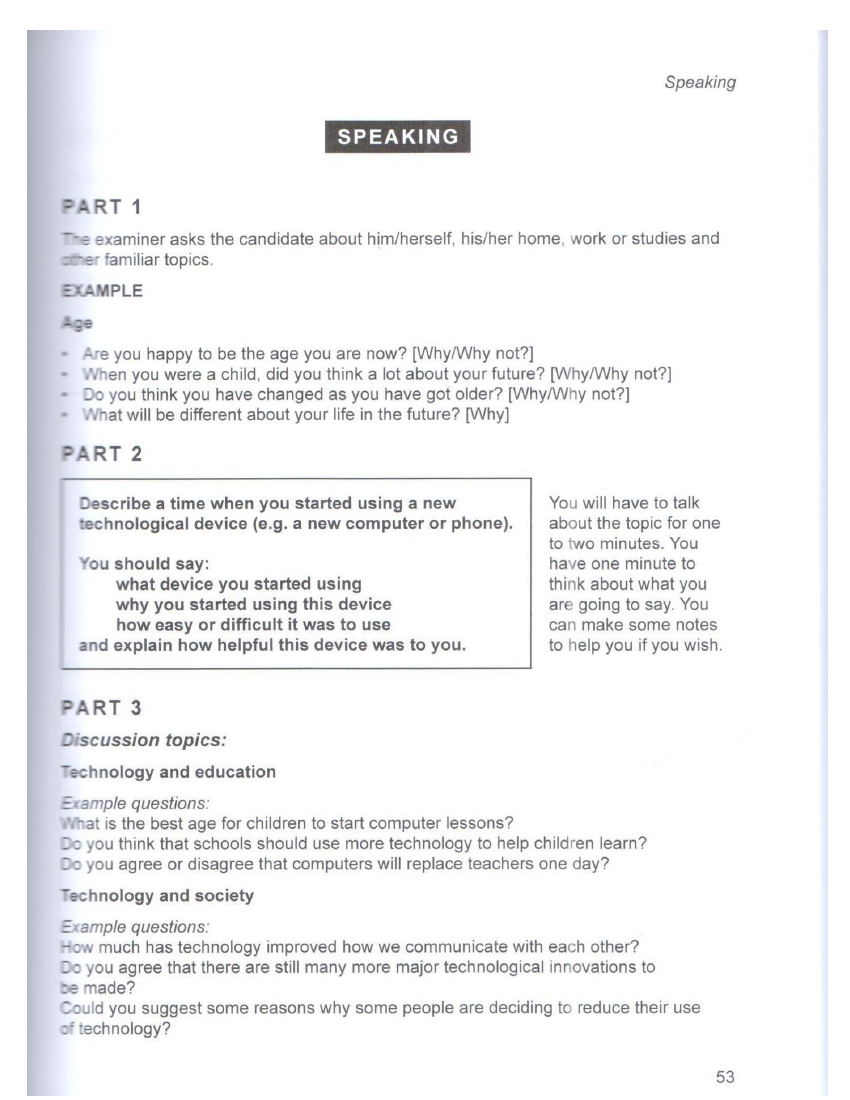 Speaking
SPEAKING
PART 1
The examiner asks the candidate about him/herself, his/her home, work or studies and
other familiar topics.
EXAMPLE
Age
- Are you happy to be the age you are now? [Why/Why not?]
- When you were a child, did you think a lot about your future? [Why/Why not?]
- Do you think you have changed as you have got older? [Why/Why not?]
- What will be different about your life in the future? [Why]
PART 2
Describe a time when you started using a new
technological device (e.g. a new computer or phone).
You should say:
what device you started using
why you started using this device
how easy or difficult it was to use
and explain how helpful this device was to you.
You will have to talk
about the topic for one
to two minutes. You
have one minute to
think about what you
are going to say. You
can make some notes
to help you if you wish.
PART 3
Discussion topics:
Technology and education
Example questions:
What is the best age for children to start computer lessons?
Do you think that schools should use more technology to help children learn?
Do you agree or disagree that computers will replace teachers one day?
Technology and society
Example questions:
How much has technology improved how we communicate with each other?
Do you agree that there are still many more major technological innovations to
be made?
Could you suggest some reasons why some people are deciding to reduce their use
of technology?
53